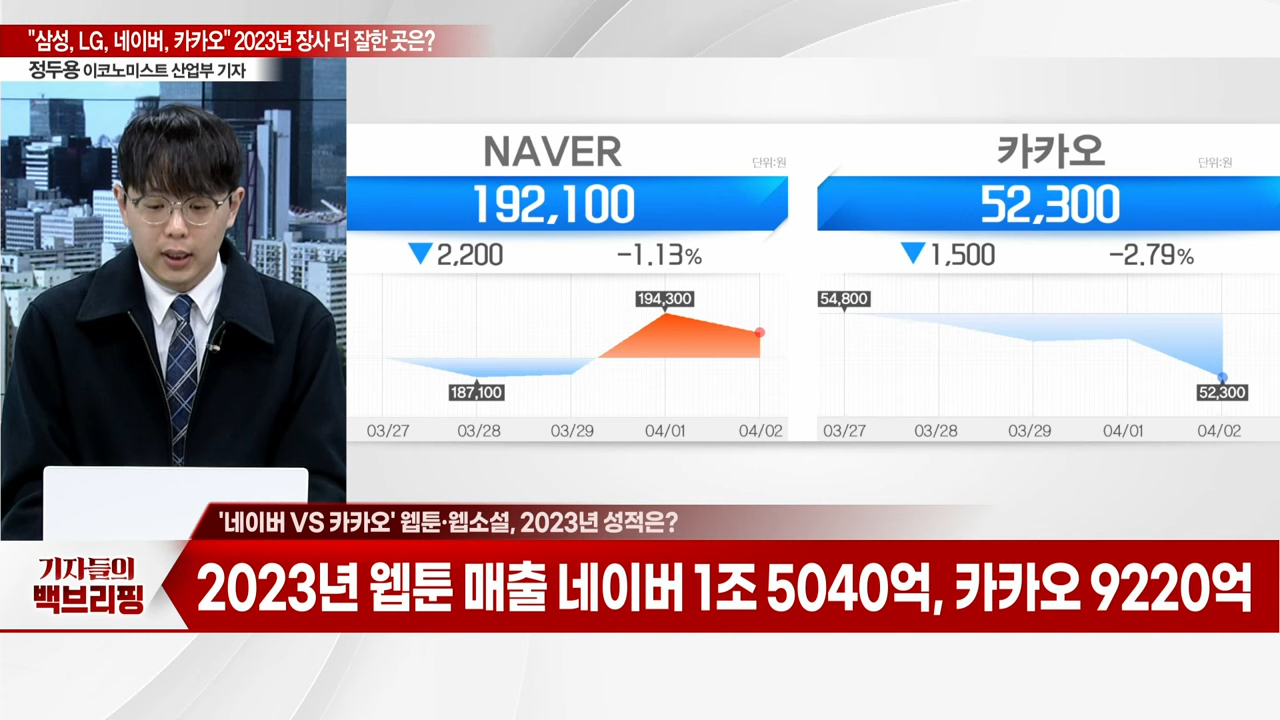 "삼성, LG, 네이버, 카카오" 2023년 장사 더 잘한 곳은?
정두용 이코노미스트 산업부 기자
NAVER
단위:원
192,100
▼2,200 -1.13%
194,300
187,100
03/27 03/28 03/29 04/01 04/02
카카오
단위:원
52,300
▼1,500 -2.79%
54,800
52,300
03/27 03/28 03/29 04/01 04/02
'네이버 VS 카카오' 웹툰·웹소설, 2023년 성적은?
기자들의
백브리핑
2023년 웹툰 매출 네이버 1조 5040억, 카카오 9220억